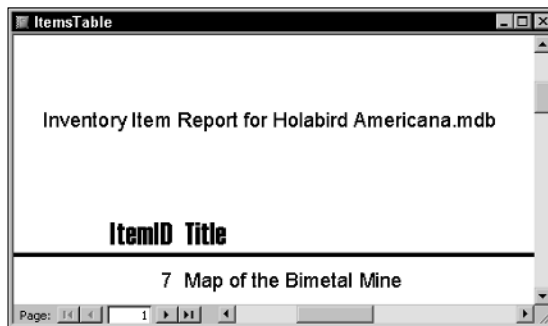 ItemsTable
Inventory Item Report for Holabird Americana.mdb
ItemID Title
7 Map of the Bimetal Mine
Page: 1